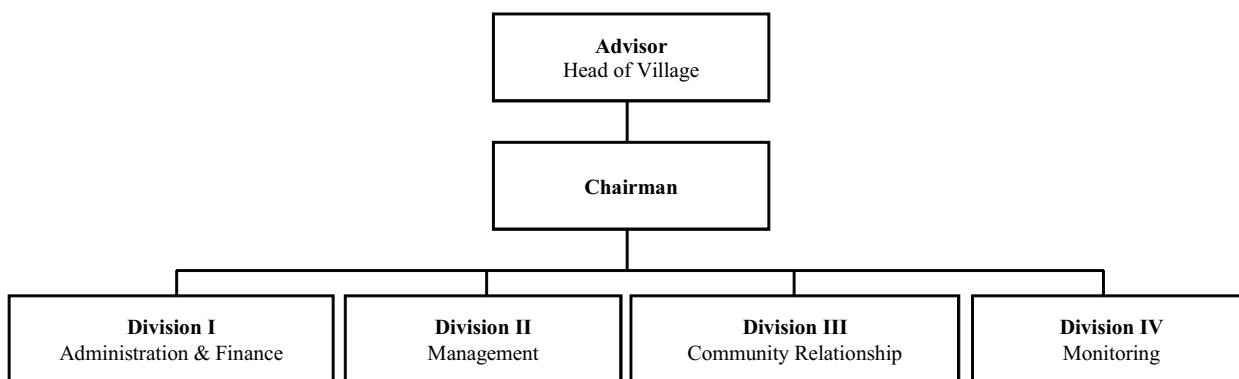 Advisor
Head of Village
Chairman
Division I
Administration & Finance
Division II
Management
Division III
Community Relationship
Division IV
Monitoring